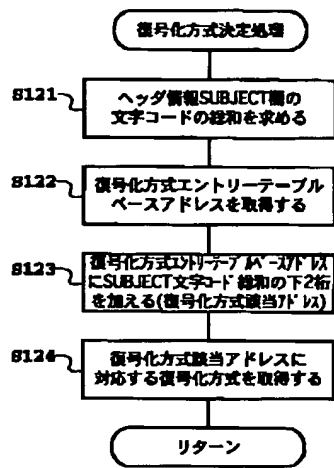 復号化方式決定処理
S121
ヘッダ情報SUBJECT欄の
文字コードの総和を求める
S122
復号化方式エントリーテーブル
ベースアドレスを取得する
S123
復号化方式エントリーテーブルベースアドレス
にSUBJECT文字コード総和の下2桁
を加える(復号化方式該当アドレス)
S124
復号化方式該当アドレスに
対応する復号化方式を取得する
リターン